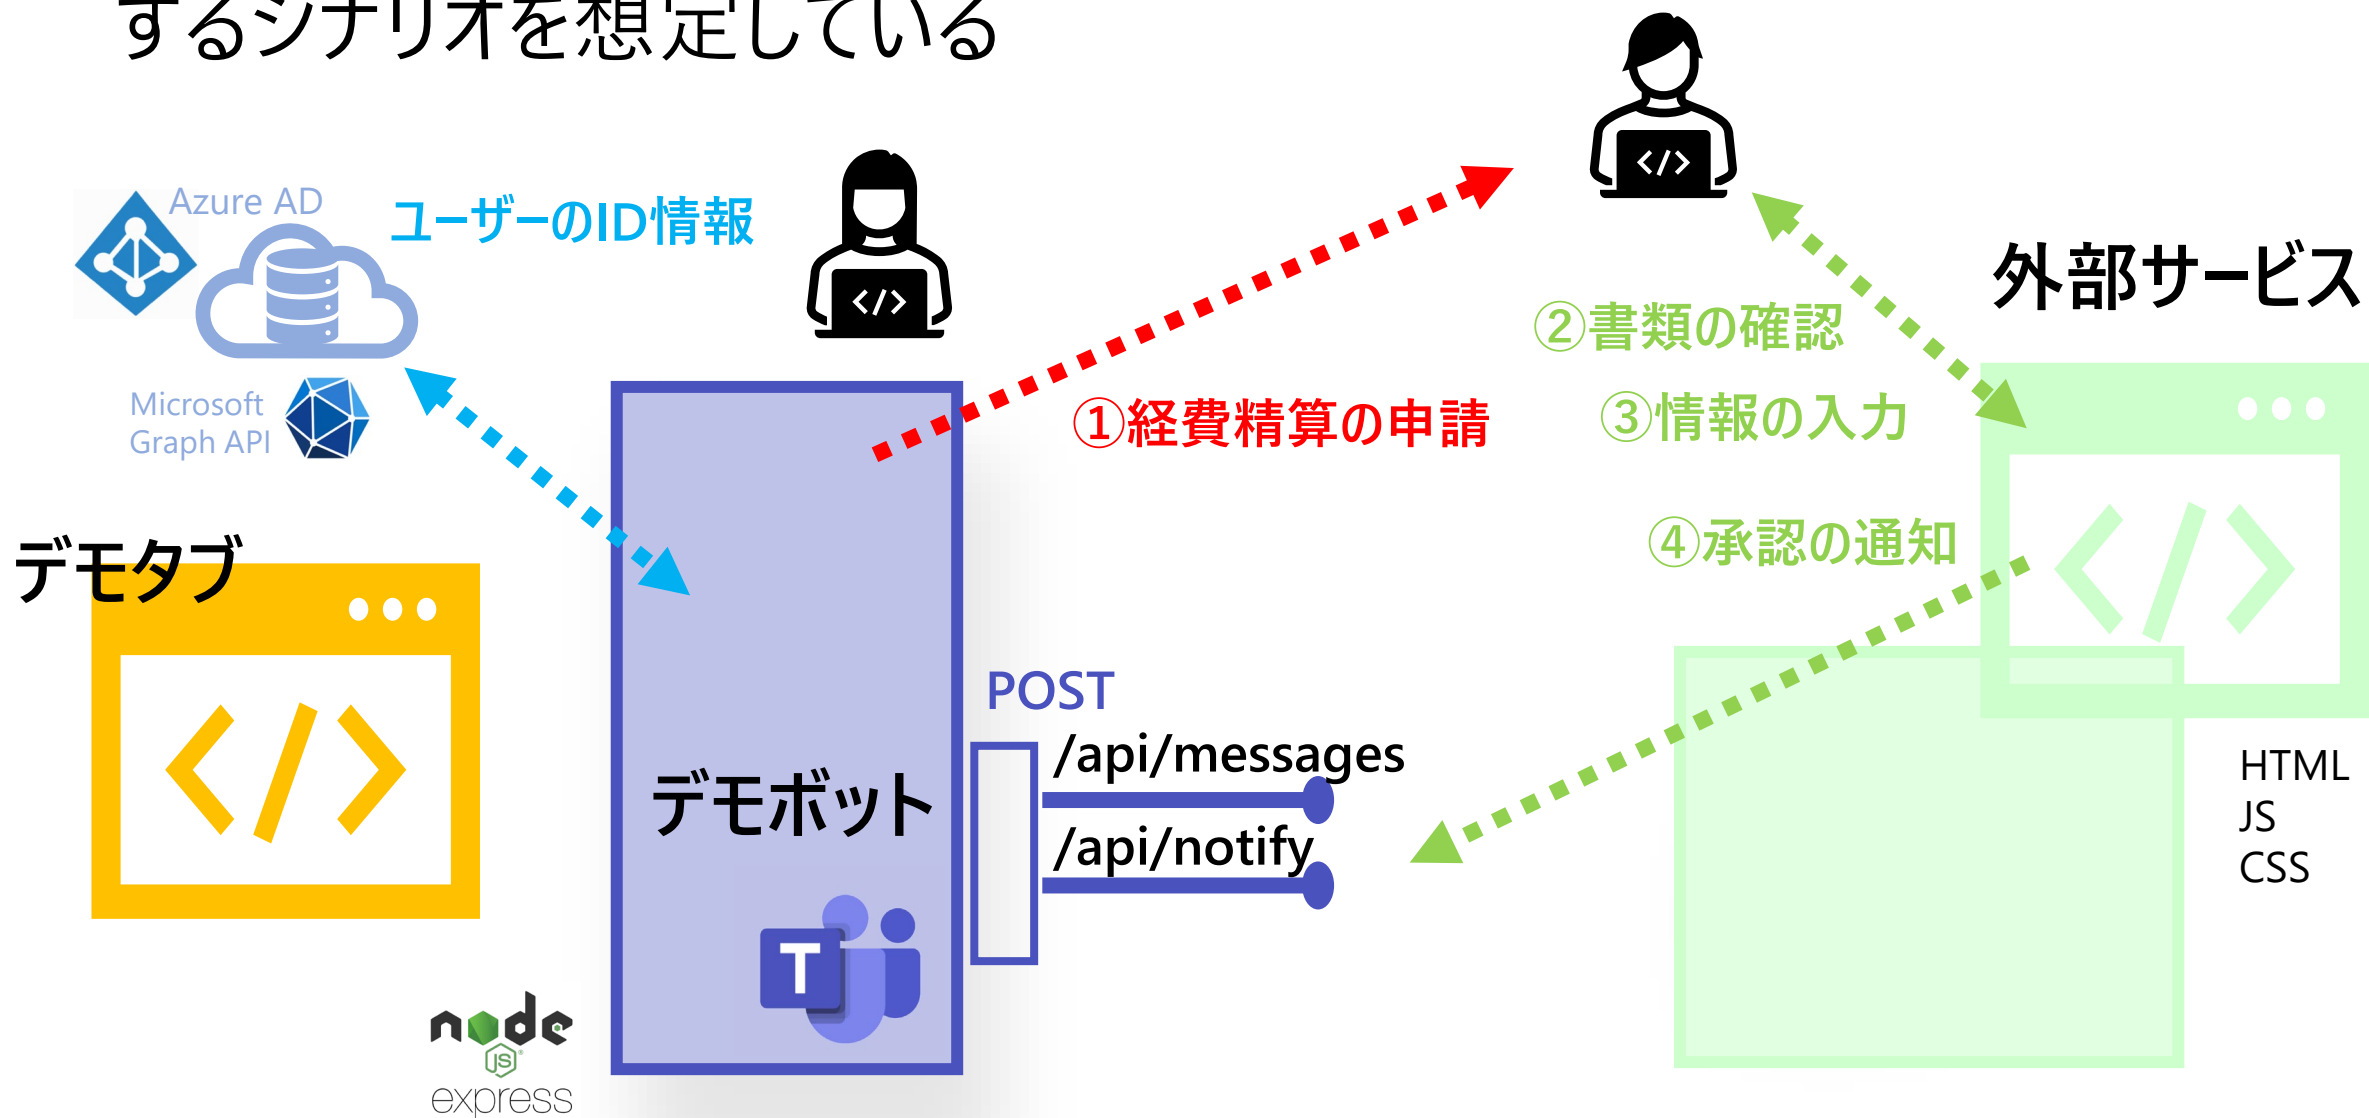 するシナリオを想定している
Azure AD
ユーザーのID情報
Microsoft
Graph API
外部サービス
②書類の確認
①経費精算の申請
③情報の入力
④承認の通知
デモタブ
POST
/api/messages
デモボット
/api/notify
HTML
JS
CSS
T
node
JS
express